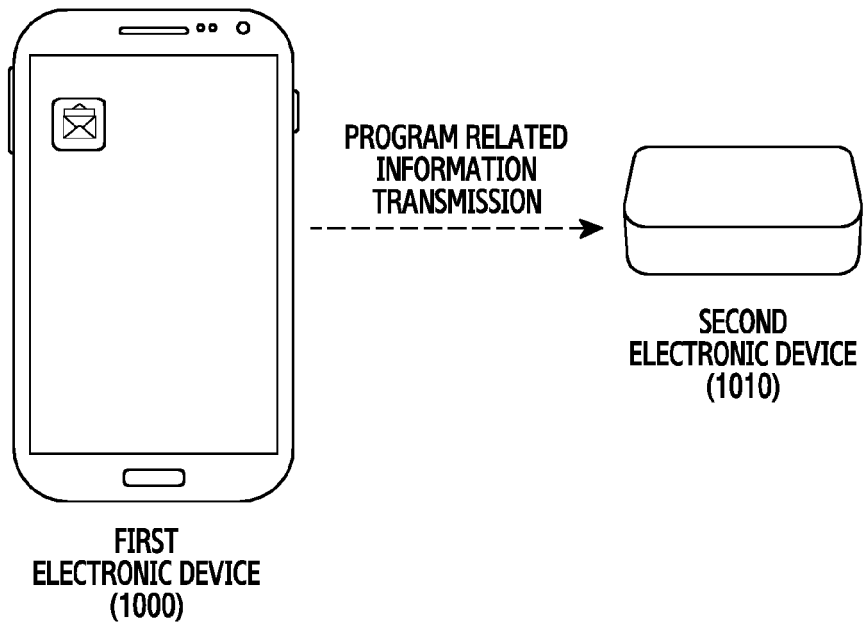 PROGRAM RELATED
INFORMATION
TRANSMISSION
SECOND
ELECTRONIC DEVICE
(1010)
FIRST
ELECTRONIC DEVICE
(1000)